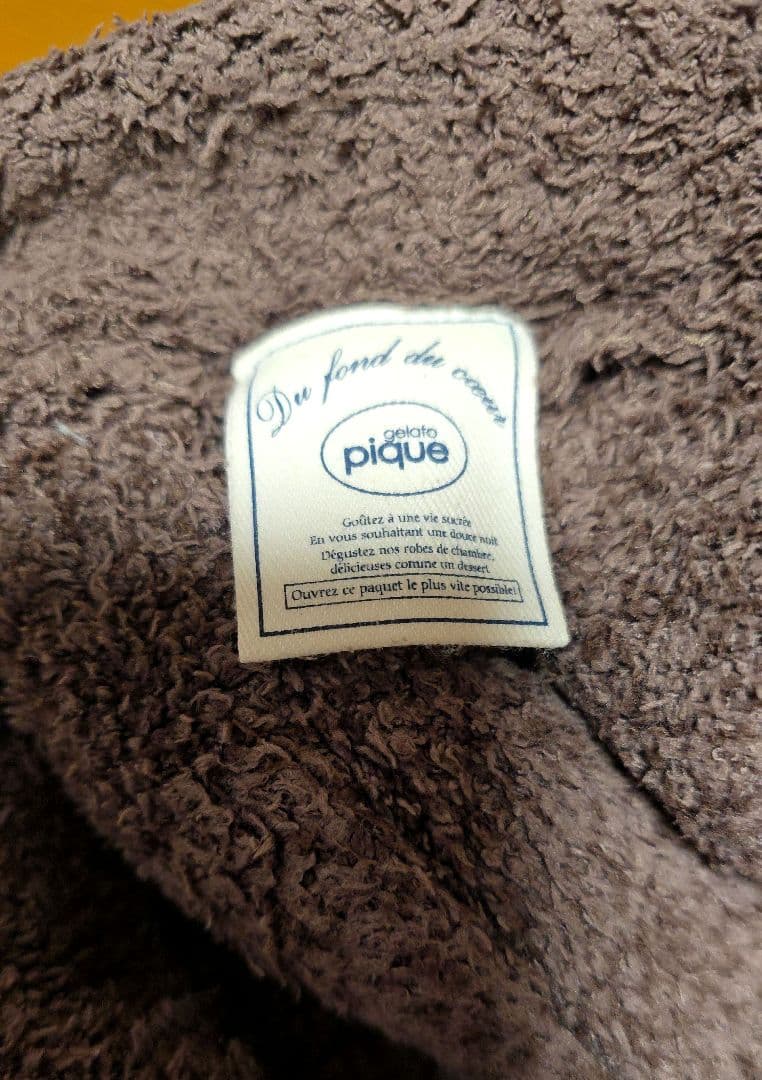 Du fond du cœur
gelato
pique
Goûtez à une vie sucrée
En vous souhaitant une douce nuit
Dégustez nos robes de chambre,
délicieuses comme un dessert
Ouvrez ce paquet le plus vite possible!